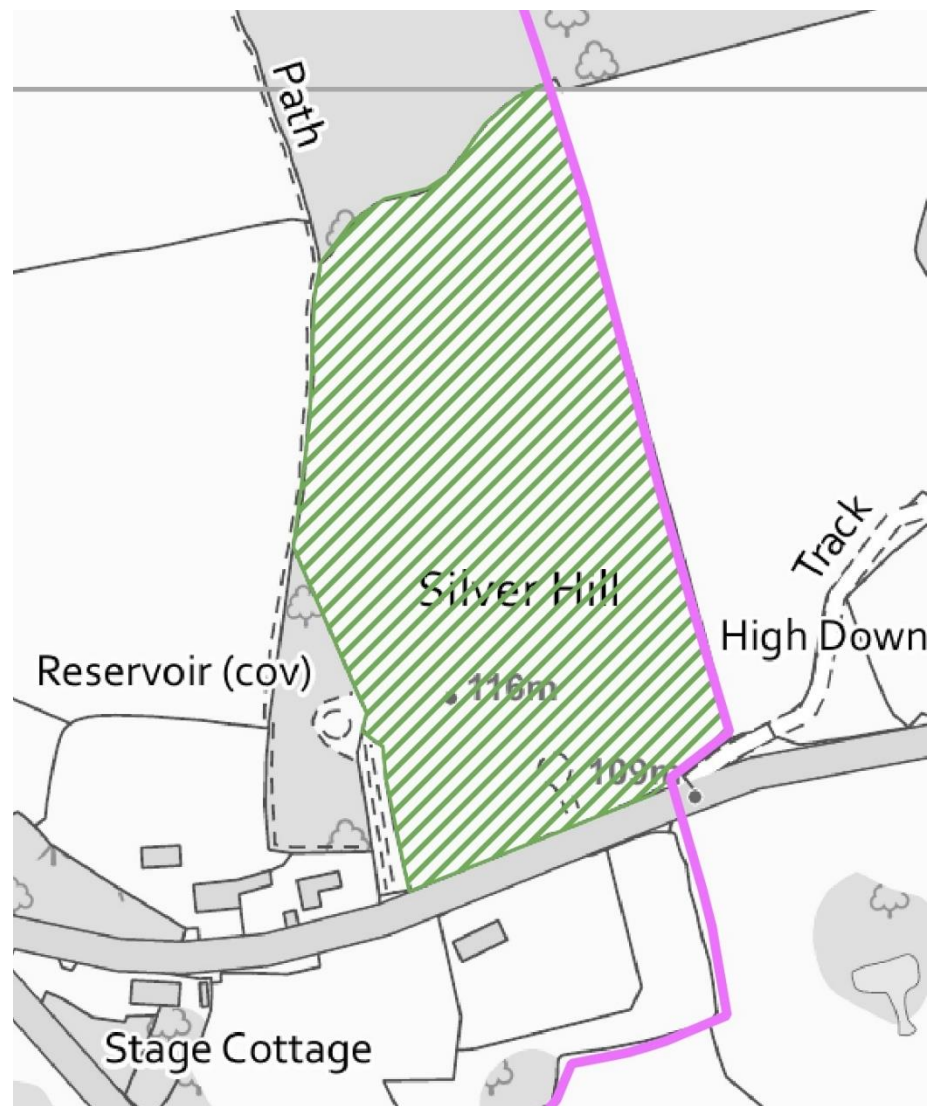 Path
Track
Silver Hill
High Down
Reservoir (cov)
116m
109m
Stage Cottage